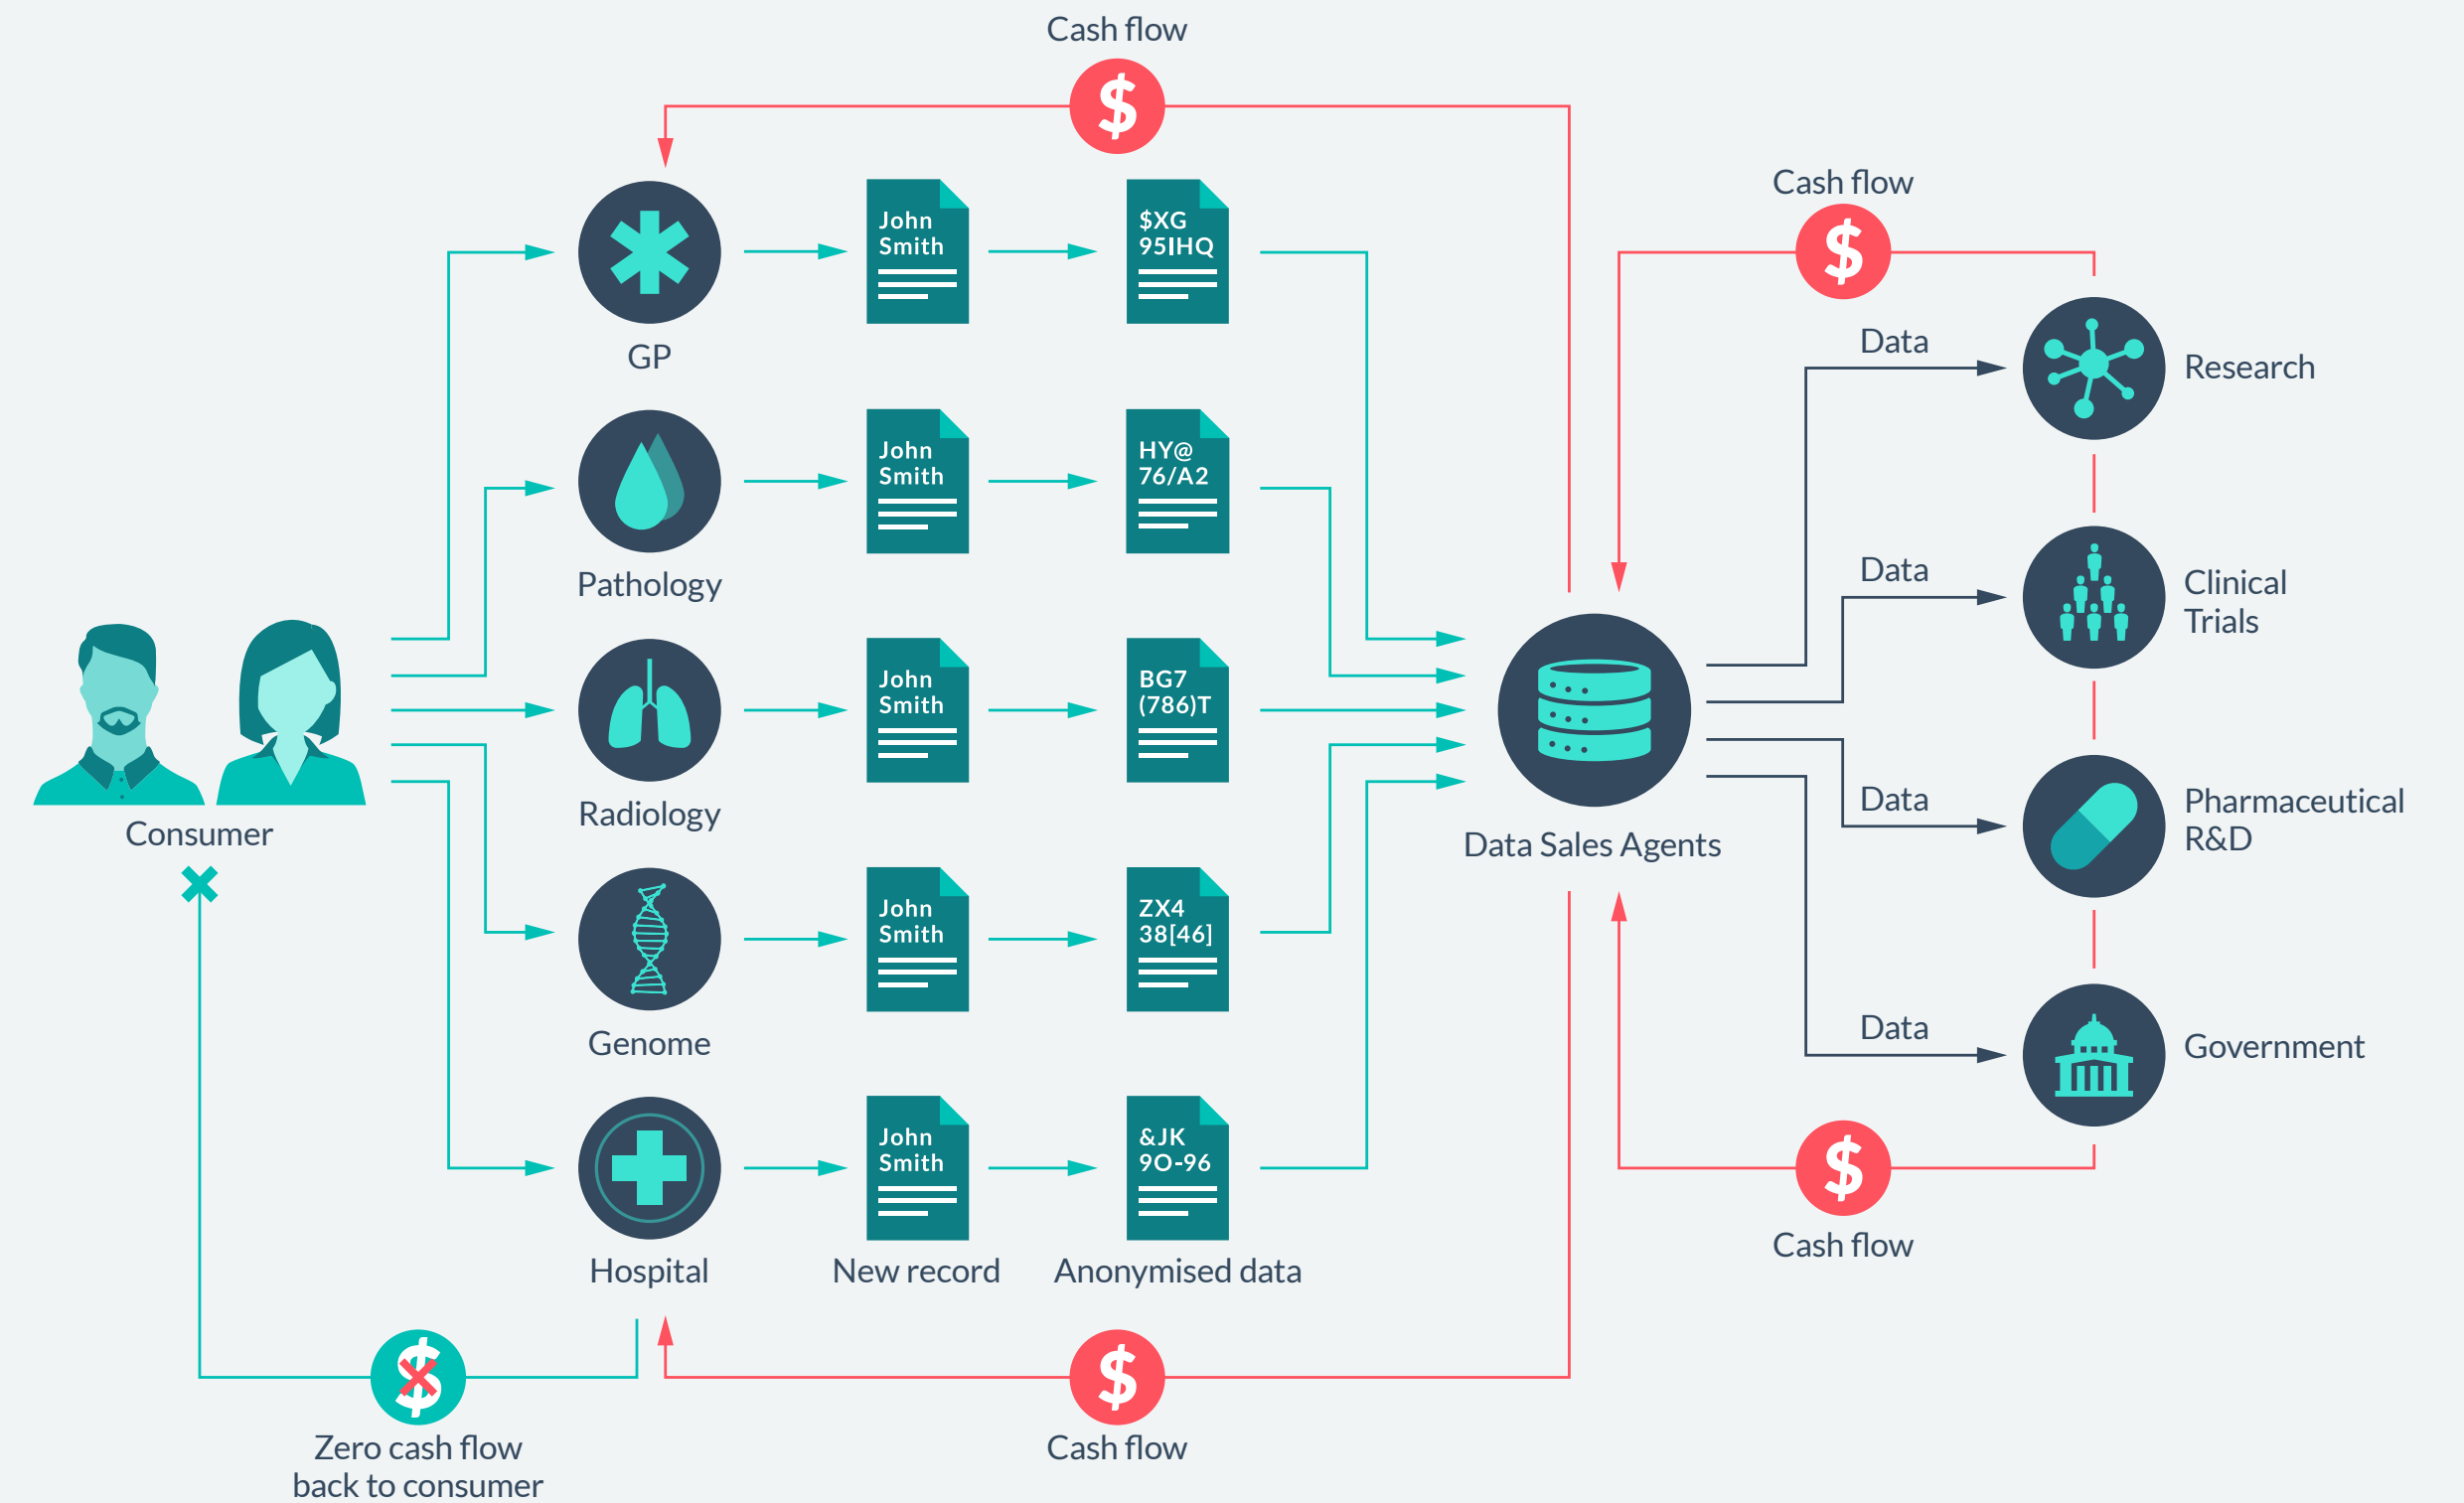 Cash flow
Cash flow
John
Smith
$XG
95IHQ
GP
Data
Research
John
Smith
HY@
76/A2
Pathology
Data
Clinical
Trials
John
Smith
BG7
(786)T
Radiology
Consumer
Data Sales Agents
Data
Pharmaceutical
R&D
John
Smith
ZX4
38[46]
Genome
Data
Government
John
Smith
&JK
9O-96
Hospital
New record
Anonymised data
Cash flow
Zero cash flow
back to consumer
Cash flow